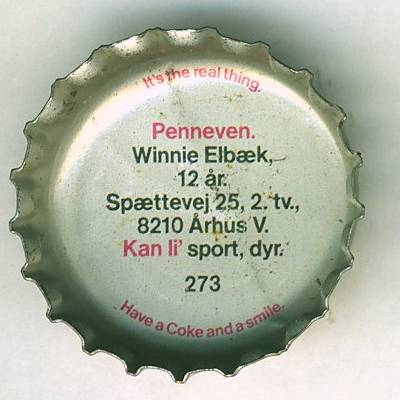 It's the real thing.
Penneven.
Winnie Elbæk,
12 år.
Spættevej 25, 2. tv.,
8210 Århus V.
Kan li' sport, dyr.
273
Have a Coke and a smile.